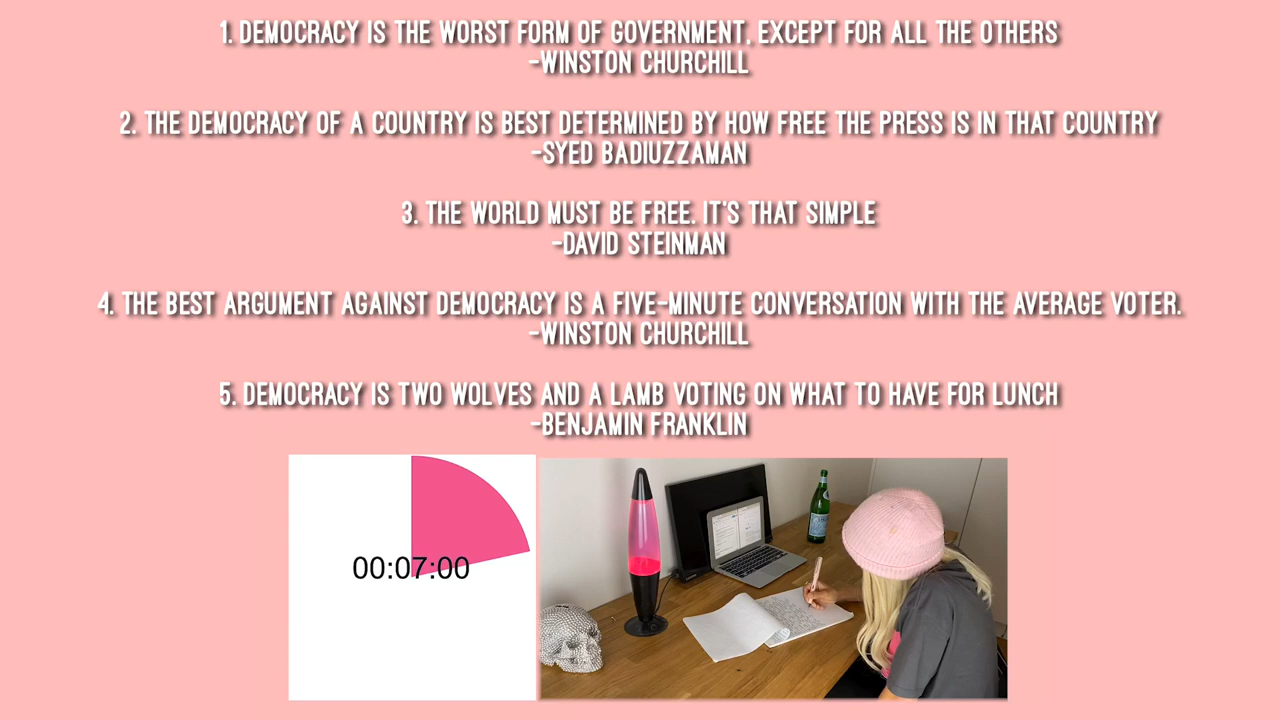 1. DEMOCRACY IS THE WORST FORM OF GOVERNMENT, EXCEPT FOR ALL THE OTHERS
-WINSTON CHURCHILL
2. THE DEMOCRACY OF A COUNTRY IS BEST DETERMINED BY HOW FREE THE PRESS IS IN THAT COUNTRY
-SYED BADIUZZAMAN
3. THE WORLD MUST BE FREE. IT'S THAT SIMPLE
-DAVID STEINMAN
4. THE BEST ARGUMENT AGAINST DEMOCRACY IS A FIVE-MINUTE CONVERSATION WITH THE AVERAGE VOTER.
-WINSTON CHURCHILL
5. DEMOCRACY IS TWO WOLVES AND A LAMB VOTING ON WHAT TO HAVE FOR LUNCH
-BENJAMIN FRANKLIN
00:07:00